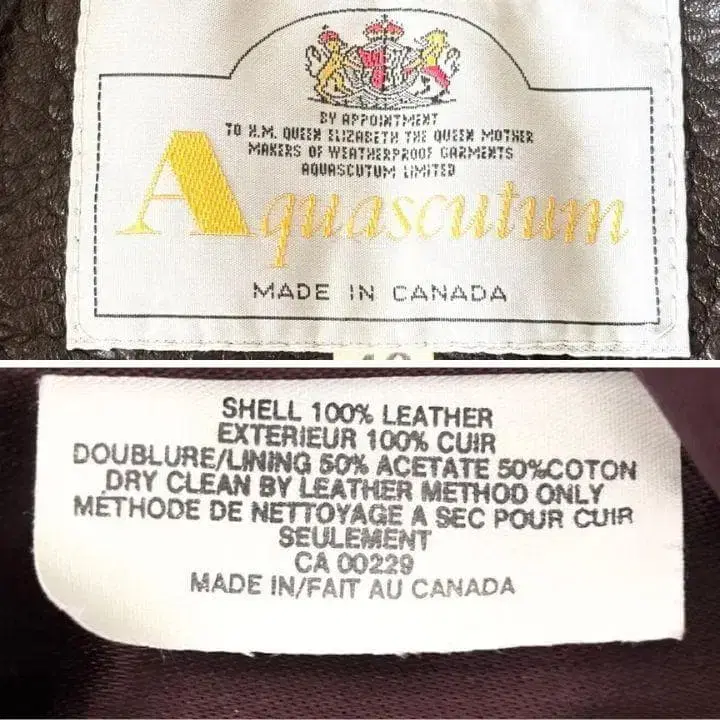 BY APPOINTMENT
TO H.M. QUEEN ELIZABETH THE QUEEN MOTHER
MAKERS OF WEATHERPROOF GARMENTS
AQUASCUTUM LIMITED
Aquascutum
MADE IN CANADA
SHELL 100% LEATHER
EXTERIEUR 100% CUIR
DOUBLURE/LINING 50% ACETATE 50%COTON
DRY CLEAN BY LEATHER METHOD ONLY
METHODE DE NETTOYAGE A SEC POUR CUIR
SEULEMENT
CA 00229
MADE IN/FAIT AU CANADA